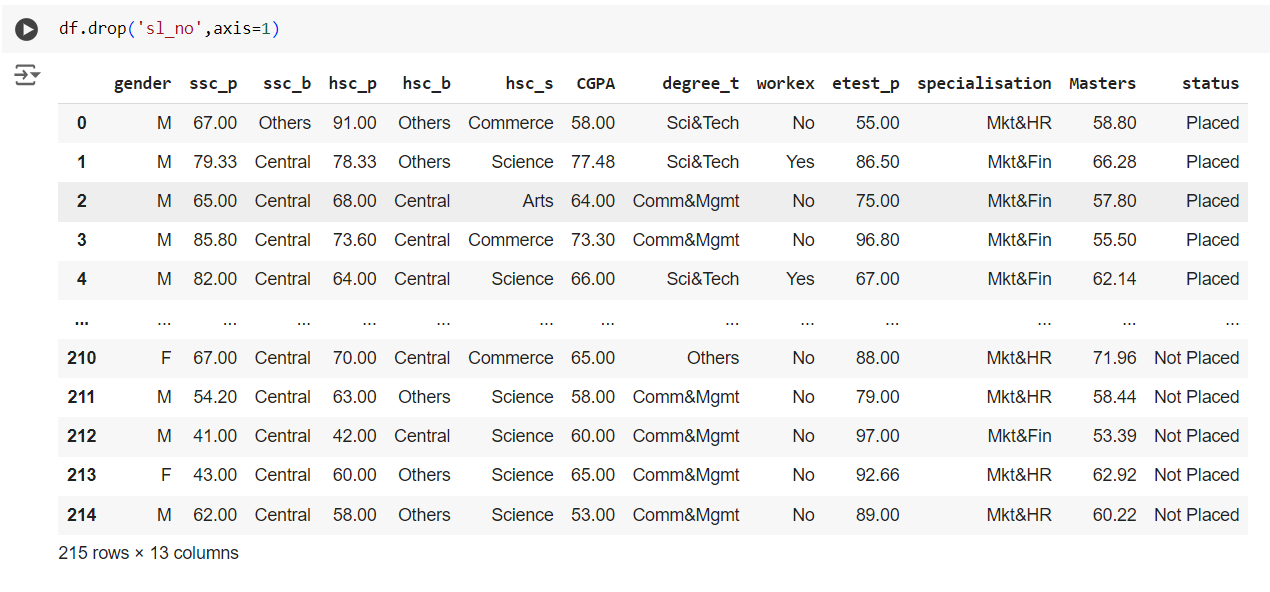 df.drop('sl_no',axis=1)
gender ssc_p ssc_b hsc_p hsc_b hsc_s CGPA degree_t workex etest_p specialisation Masters status
0 M 67.00 Others 91.00 Others Commerce 58.00 Sci&Tech No 55.00 Mkt&HR 58.80 Placed
1 M 79.33 Central 78.33 Others Science 77.48 Sci&Tech Yes 86.50 Mkt&Fin 66.28 Placed
2 M 65.00 Central 68.00 Central Arts 64.00 Comm&Mgmt No 75.00 Mkt&Fin 57.80 Placed
3 M 85.80 Central 73.60 Central Commerce 73.30 Comm&Mgmt No 96.80 Mkt&Fin 55.50 Placed
4 M 82.00 Central 64.00 Central Science 66.00 Sci&Tech Yes 67.00 Mkt&Fin 62.14 Placed
... ... ... ... ... ... ... ... ... ... ... ... ... ...
210 F 67.00 Central 70.00 Central Commerce 65.00 Others No 88.00 Mkt&HR 71.96 Not Placed
211 M 54.20 Central 63.00 Others Science 58.00 Comm&Mgmt No 79.00 Mkt&HR 58.44 Not Placed
212 M 41.00 Central 42.00 Central Science 60.00 Comm&Mgmt No 97.00 Mkt&Fin 53.39 Not Placed
213 F 43.00 Central 60.00 Others Science 65.00 Comm&Mgmt No 92.66 Mkt&HR 62.92 Not Placed
214 M 62.00 Central 58.00 Others Science 53.00 Comm&Mgmt No 89.00 Mkt&HR 60.22 Not Placed
215 rows × 13 columns